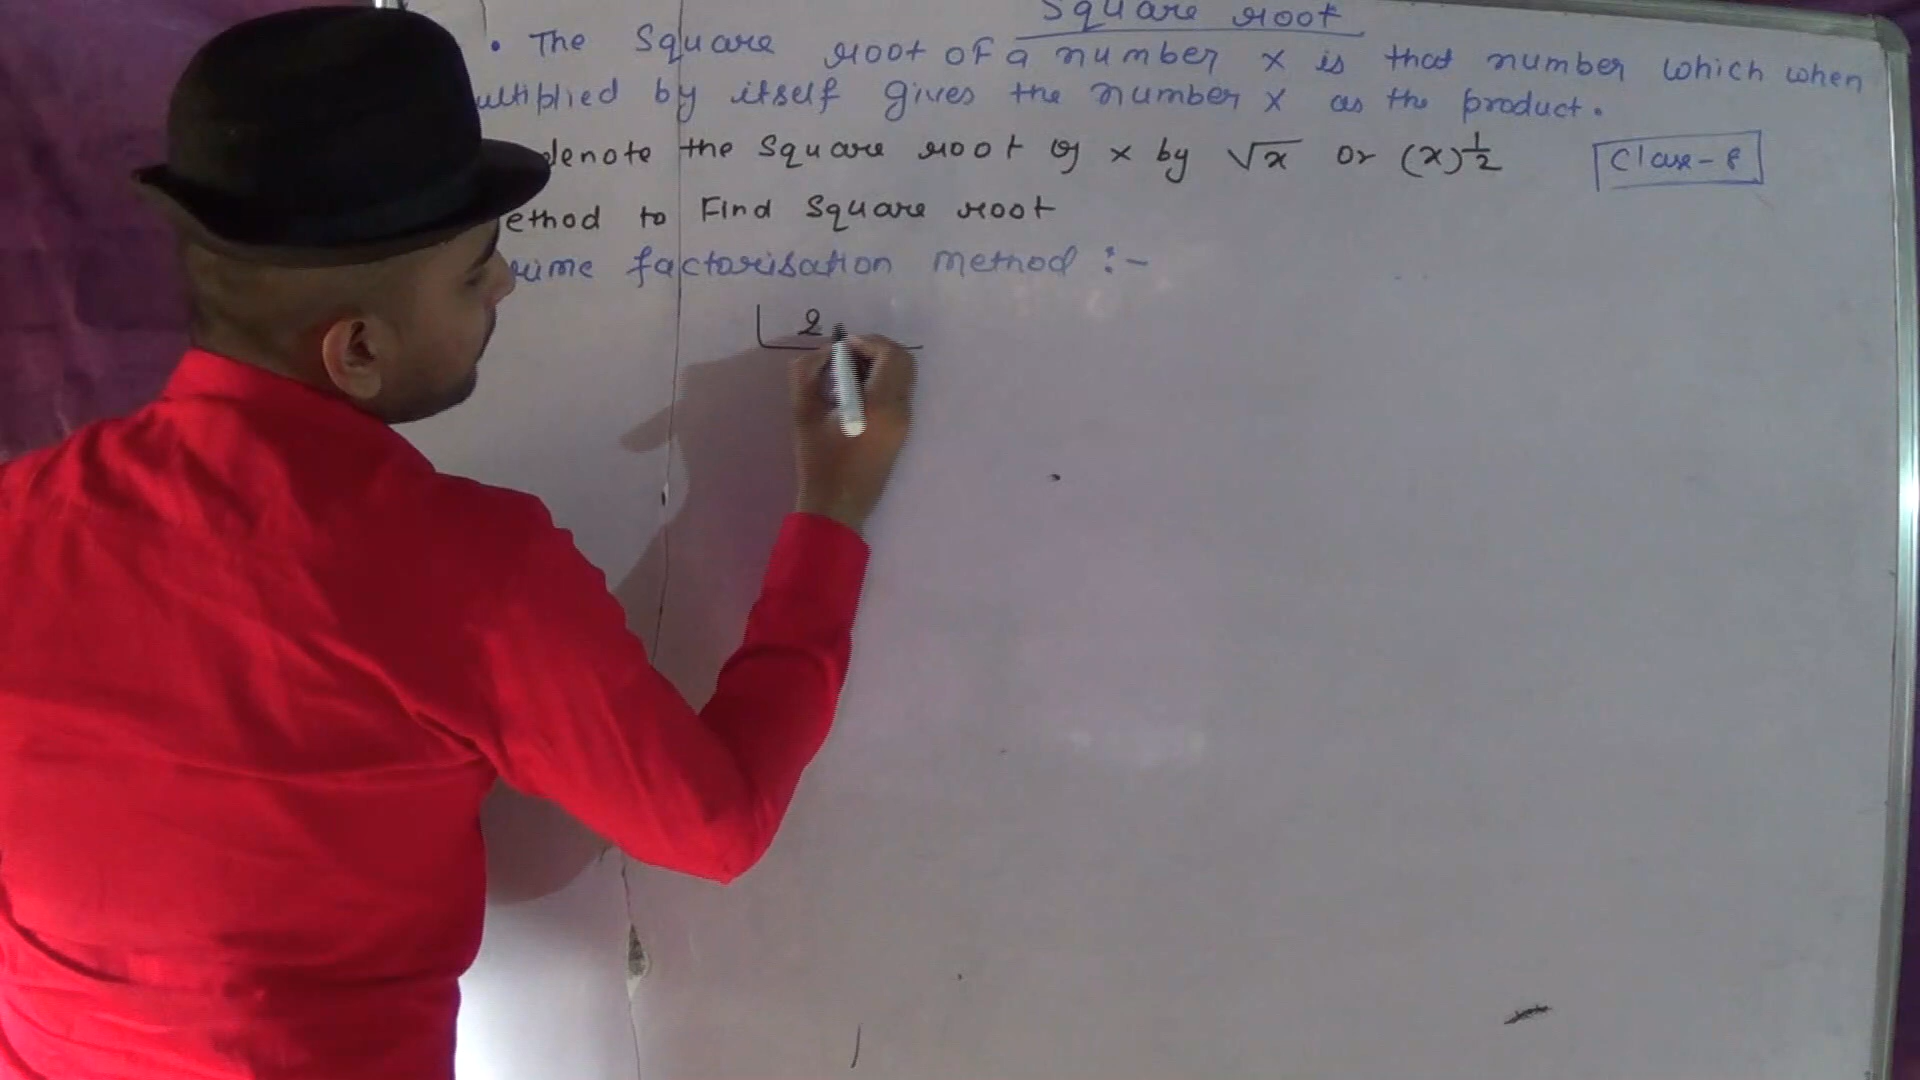 Square root
• The Square root of a number x is that number which when
ultiplied by itself gives the number x as the product.
denote the Square root of x by √x or (x)^1/2
Class-8
ethod to Find Square root
rime factorisation method :-
2